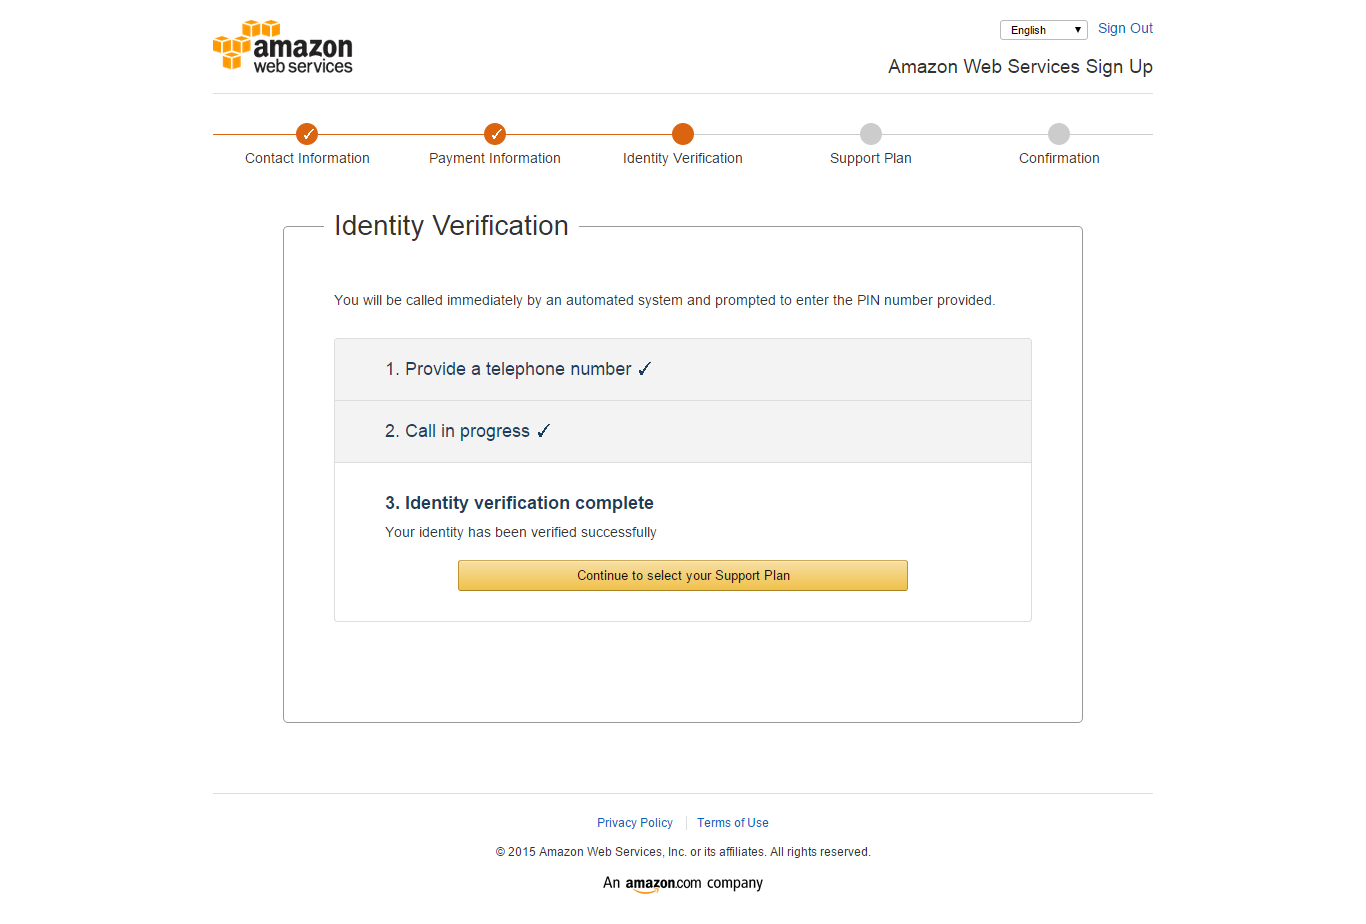 amazon
web services
English
Sign Out
Amazon Web Services Sign Up
Contact Information
Payment Information
Identity Verification
Support Plan
Confirmation
Identity Verification
You will be called immediately by an automated system and prompted to enter the PIN number provided.
1. Provide a telephone number ✓
2. Call in progress ✓
3. Identity verification complete
Your identity has been verified successfully
Continue to select your Support Plan
Privacy Policy
Terms of Use
© 2015 Amazon Web Services, Inc. or its affiliates. All rights reserved.
An amazon.com company